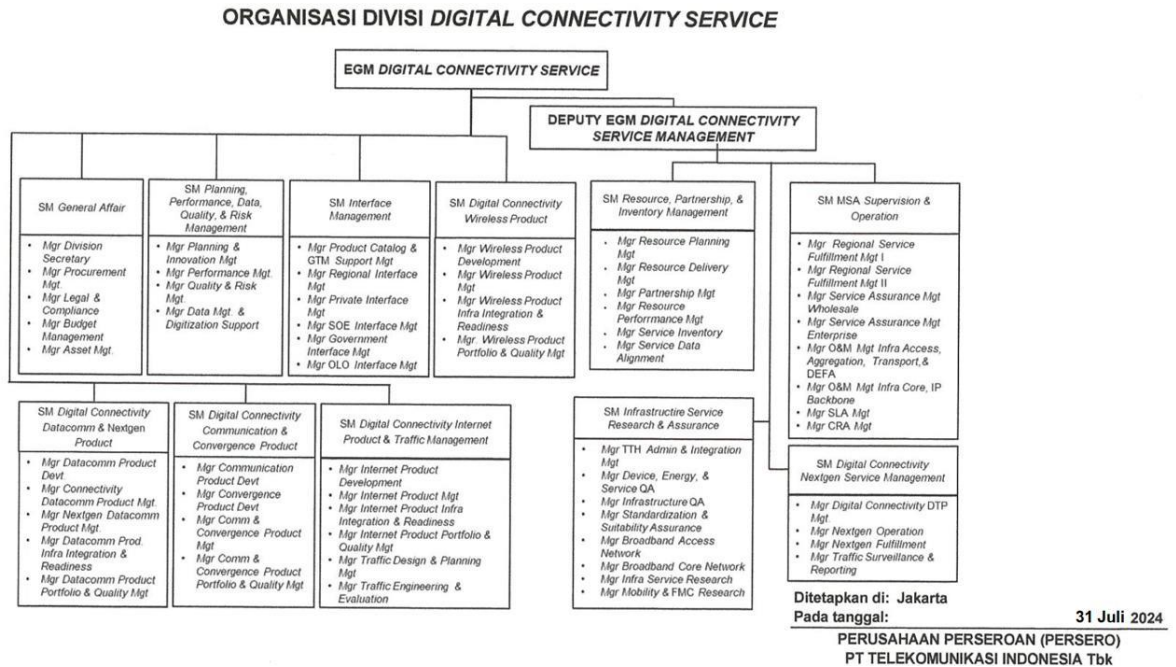 ORGANISASI DIVISI DIGITAL CONNECTIVITY SERVICE
EGM DIGITAL CONNECTIVITY SERVICE
DEPUTY EGM DIGITAL CONNECTIVITY
SERVICE MANAGEMENT
SM General Affair
• Mgr Division
Secretary
• Mgr Procurement
Mgt.
• Mgr Legal &
Compliance
• Mgr Budget
Management
• Mgr Asset Mgt.
SM Planning,
Performance, Data,
Quality, & Risk
Management
• Mgr Planning &
Innovation Mgt
• Mgr Performance Mgt.
• Mgr Quality & Risk
Mgt.
• Mgr Data Mgt. &
Digitization Support
SM Interface
Management
• Mgr Product Catalog &
GTM Support Mgt
• Mgr Regional Interface
Mgt
• Mgr Private Interface
Mgt
• Mgr SOE Interface Mgt
• Mgr Government
Interface Mgt
• Mgr OLO Interface Mgt
SM Digital Connectivity
Wireless Product
• Mgr Wireless Product
Development
• Mgr Wireless Product
Mgt
• Mgr Wireless Product
Infra Integration &
Readiness
• Mgr. Wireless Product
Portfolio & Quality Mgt
SM Resource, Partnership, &
Inventory Management
• Mgr Resource Planning
Mgt
• Mgr Resource Delivery
Mgt
• Mgr Partnership Mgt
• Mgr Resource
Perforrmance Mgt
• Mgr Service Inventory
• Mgr Service Data
Alignment
SM MSA Supervision &
Operation
• Mgr Regional Service
Fulfillment Mgt I
• Mgr Regional Service
Fulfillment Mgt II
• Mgr Service Assurance Mgt
Wholesale
• Mgr Service Assurance Mgt
Enterprise
• Mgr O&M Mgt Infra Access,
Aggregation, Transport,&
DEFA
• Mgr O&M Mgt Infra Core, IP
Backbone
• Mgr SLA Mgt
• Mgr CRA Mgt
SM Digital Connectivity
Datacomm & Nextgen
Product
• Mgr Datacomm Product
Devt.
• Mgr Connectivity
Datacomm Product Mgt.
• Mgr Nextgen Datacomm
Product Mgt.
• Mgr Datacomm Prod.
Infra Integration &
Readiness
• Mgr Datacomm Product
Portfolio & Quality Mgt
SM Digital Connectivity
Communication &
Convergence Product
• Mgr Communication
Product Devt
• Mgr Convergence
Product Devt
• Mgr Comm &
Convergence Product
Mgt
• Mgr Comm &
Convergence Product
Portfolio & Quality Mgt
SM Digital Connectivity Internet
Product & Traffic Management
• Mgr Internet Product
Development
• Mgr Internet Product Mgt
• Mgr Internet Product Infra
Integration & Readiness
• Mgr Internet Product Portfolio &
Quality Mgt
• Mgr Traffic Design & Planning
Mgt
• Mgr Traffic Engineering &
Evaluation
SM Infrastructire Service
Research & Assurance
• Mgr TTH Admin & Integration
Mgt
• Mgr Device, Energy, &
Service QA
• Mgr Infrastructure QA
• Mgr Standardization &
Suitability Assurance
• Mgr Broadband Access
Network
• Mgr Broadband Core Network
• Mgr Infra Service Research
• Mgr Mobility & FMC Research
SM Digital Connectivity
Nextgen Service Management
• Mgr Digital Connectivity DTP
Mgt.
• Mgr Nextgen Operation
• Mgr Nextgen Fulfillment
• Mgr Traffic Surveillance &
Reporting
Ditetapkan di: Jakarta
Pada tanggal: 31 Juli 2024
PERUSAHAAN PERSEROAN (PERSERO)
PT TELEKOMUNIKASI INDONESIA Tbk